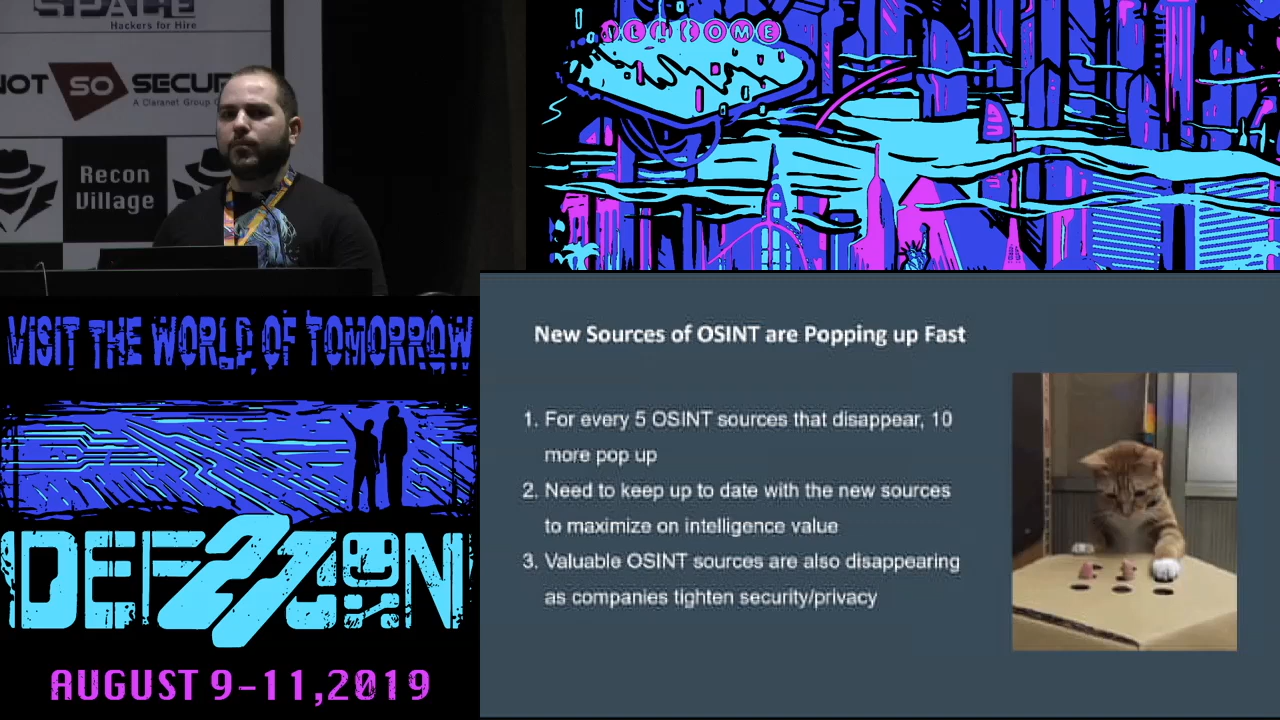 SPACE
Hackers for Hire
NOT SO SECUR
A Claranet Group C
Recon
Village
WELCOME
VISIT THE WORLD OF TOMORROW
DEF CON
27
AUGUST 9-11,2019
New Sources of OSINT are Popping up Fast
1. For every 5 OSINT sources that disappear, 10
more pop up
2. Need to keep up to date with the new sources
to maximize on intelligence value
3. Valuable OSINT sources are also disappearing
as companies tighten security/privacy